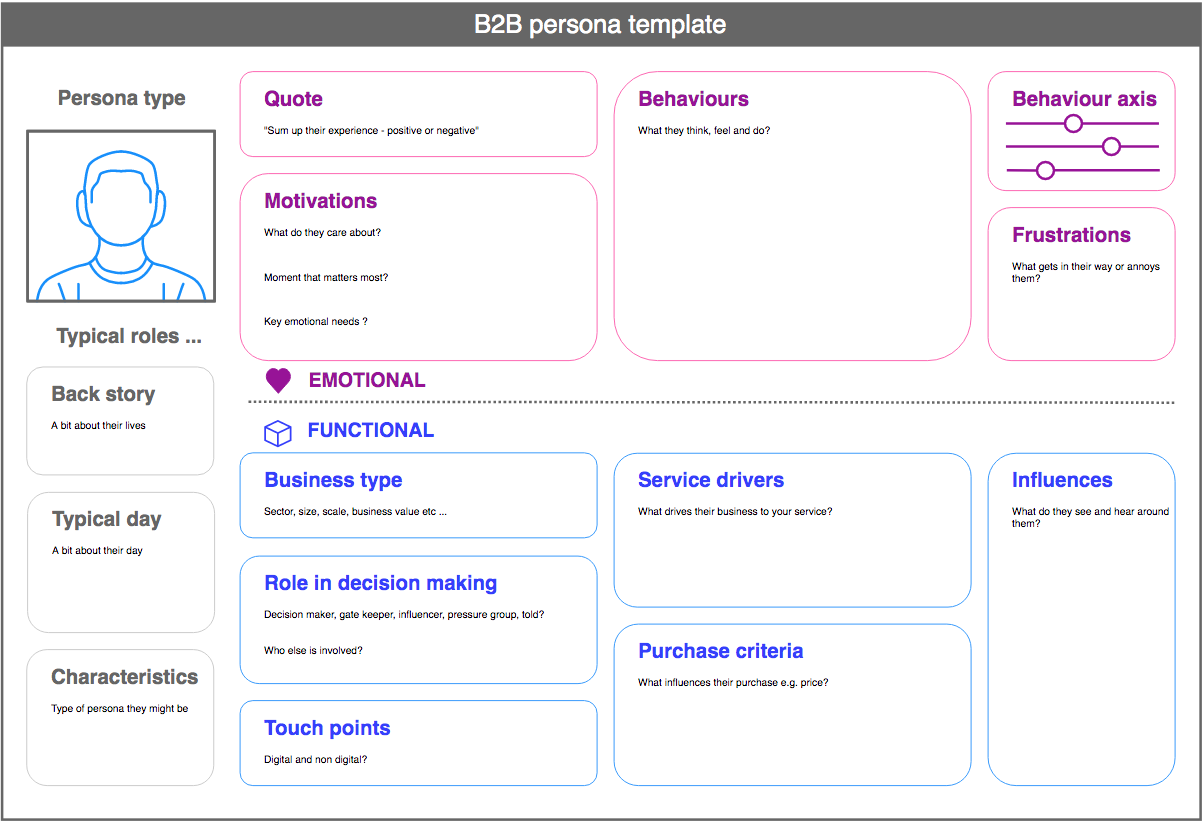 B2B persona template
Persona type
Typical roles ...
Back story
A bit about their lives
Typical day
A bit about their day
Characteristics
Type of persona they might be
Quote
"Sum up their experience - positive or negative"
Motivations
What do they care about?
Moment that matters most?
Key emotional needs ?
Behaviours
What they think, feel and do?
Behaviour axis
Frustrations
What gets in their way or annoys
them?
EMOTIONAL
FUNCTIONAL
Business type
Sector, size, scale, business value etc ...
Role in decision making
Decision maker, gate keeper, influencer, pressure group, told?
Who else is involved?
Touch points
Digital and non digital?
Service drivers
What drives their business to your service?
Purchase criteria
What influences their purchase e.g. price?
Influences
What do they see and hear around
them?